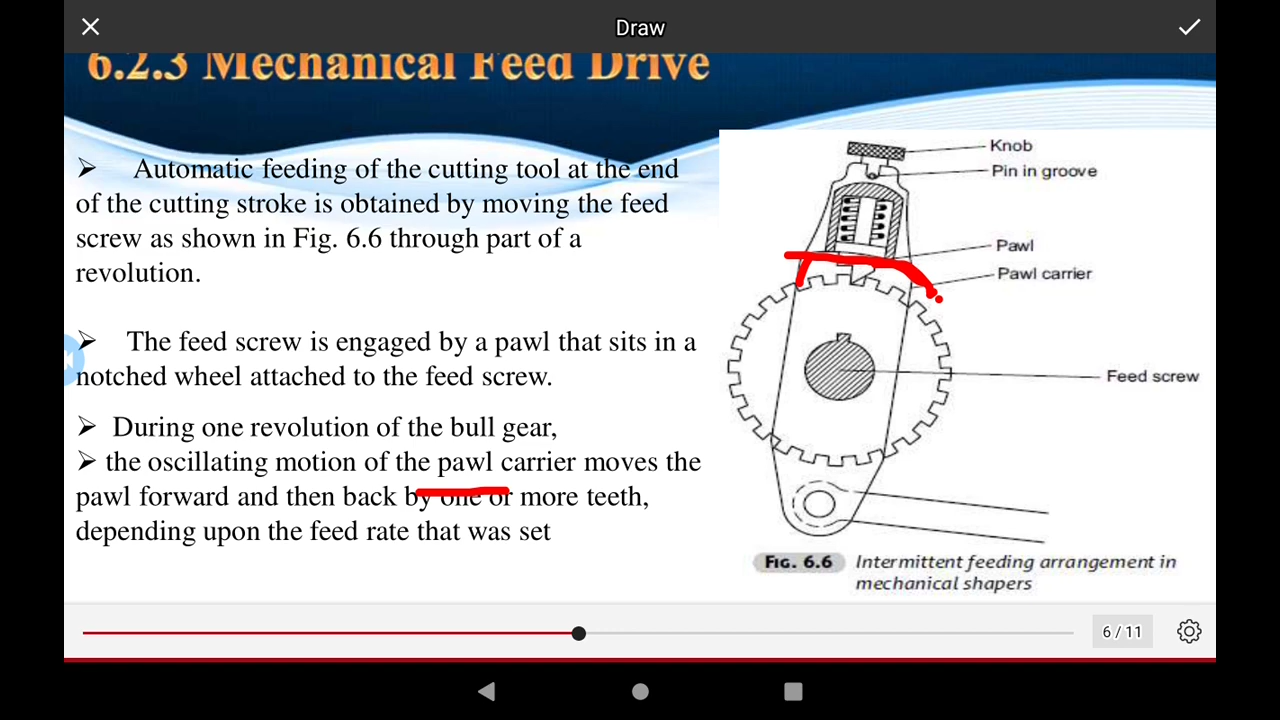 Draw
6.2.3 Mechanical Feed Drive
➢ Automatic feeding of the cutting tool at the end
of the cutting stroke is obtained by moving the feed
screw as shown in Fig. 6.6 through part of a
revolution.
➢ The feed screw is engaged by a pawl that sits in a
notched wheel attached to the feed screw.
➢ During one revolution of the bull gear,
➢ the oscillating motion of the pawl carrier moves the
pawl forward and then back by one or more teeth,
depending upon the feed rate that was set
Knob
Pin in groove
Pawl
Pawl carrier
Feed screw
FIG. 6.6 Intermittent feeding arrangement in
mechanical shapers
6 / 11